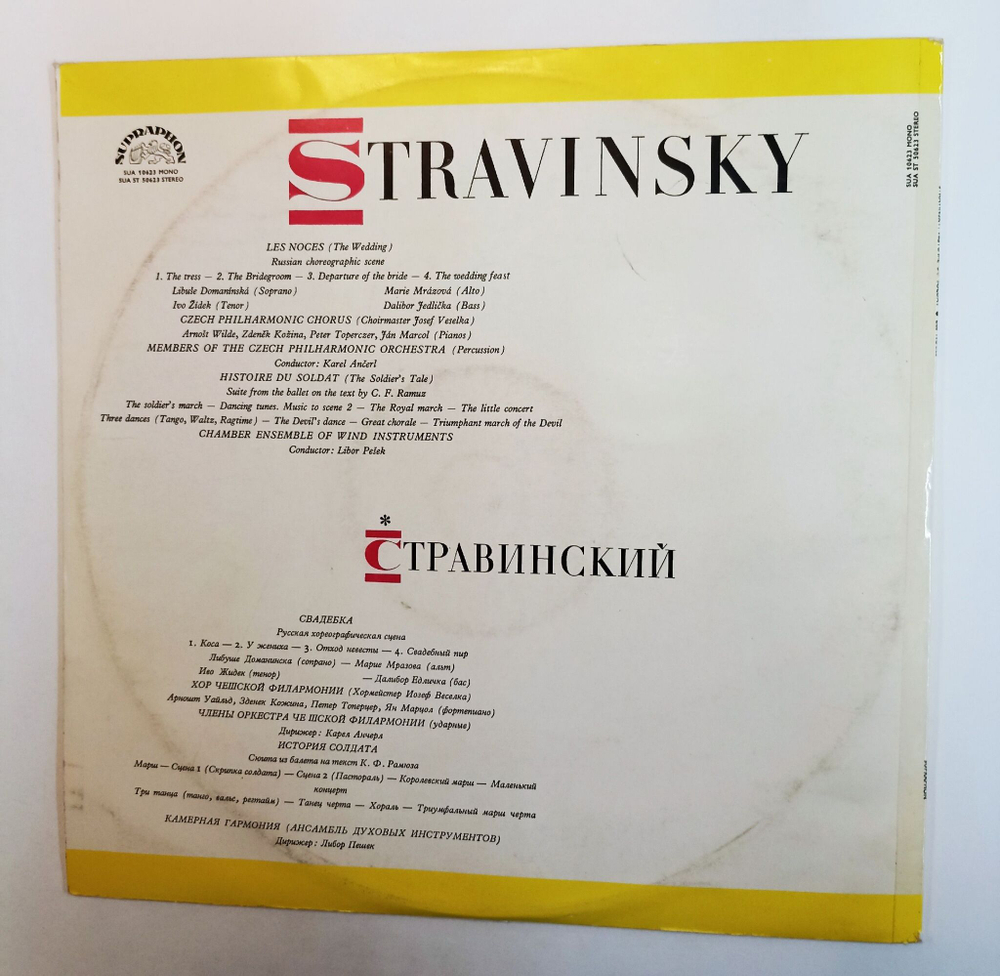 SUPRAPHON
SUA 10623 MONO
SUA ST 50623 STEREO
STRAVINSKY
SUA 10623 MONO
SUA ST 50623 STEREO
LES NOCES (The Wedding)
Russian choreographic scene
1. The tress — 2. The Bridegroom — 3. Departure of the bride — 4. The wedding feast
Libuše Domanínská (Soprano) Marie Mrázová (Alto)
Ivo Žídek (Tenor) Dalibor Jedlička (Bass)
CZECH PHILHARMONIC CHORUS (Choirmaster Josef Veselka)
Arnošt Wilde, Zdeněk Kožina, Peter Toperczer, Ján Marcol (Pianos)
MEMBERS OF THE CZECH PHILHARMONIC ORCHESTRA (Percussion)
Conductor: Karel Ančerl
HISTOIRE DU SOLDAT (The Soldier's Tale)
Suite from the ballet on the text by C. F. Ramuz
The soldier's march — Dancing tunes. Music to scene 2 — The Royal march — The little concert
Three dances (Tango, Waltz, Ragtime) — The Devil's dance — Great chorale — Triumphant march of the Devil
CHAMBER ENSEMBLE OF WIND INSTRUMENTS
Conductor: Libor Pešek
*
СТРАВИНСКИЙ
СВАДЕБКА
Русская хореографическая сцена
1. Коса — 2. У жениха — 3. Отход невесты — 4. Свадебный пир
Либуше Доманинска (сопрано) — Марие Мразова (альт)
Иво Жидек (тенор) — Далибор Едличка (бас)
ХОР ЧЕШСКОЙ ФИЛАРМОНИИ (Хормейстер Иозеф Веселка)
Арношт Уайльд, Зденек Кожина, Петер Топерцер, Ян Марцол (фортепиано)
ЧЛЕНЫ ОРКЕСТРА ЧЕ ШСКОЙ ФИЛАРМОНИИ (ударные)
Дирижер: Карел Анчерл
ИСТОРИЯ СОЛДАТА
Сюита из балета на текст К. Ф. Рамюза
Марш — Сцена 1 (Скрипка солдата) — Сцена 2 (Пастораль) — Королевский марш — Маленький
концерт
Три танца (танго, вальс, регтайм) — Танец черта — Хораль — Триумфальный марш черта
КАМЕРНАЯ ГАРМОНИЯ (АНСАМБЛЬ ДУХОВЫХ ИНСТРУМЕНТОВ)
Дирижер: Либор Пешек